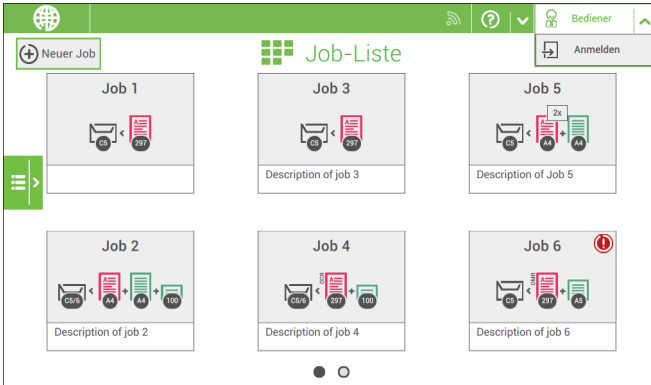 Bediener
Anmelden
Neuer Job
Job-Liste
Job 1
C5 297
Job 3
C5 297
Description of job 3
Job 5
2x
C5 A4 A4
Description of Job 5
Job 2
C5/6 A4 A4 100
Description of job 2
Job 4
OCR
C5/6 297 100
Description of job 4
Job 6
OMR
C5 297 A5
Description of job 6